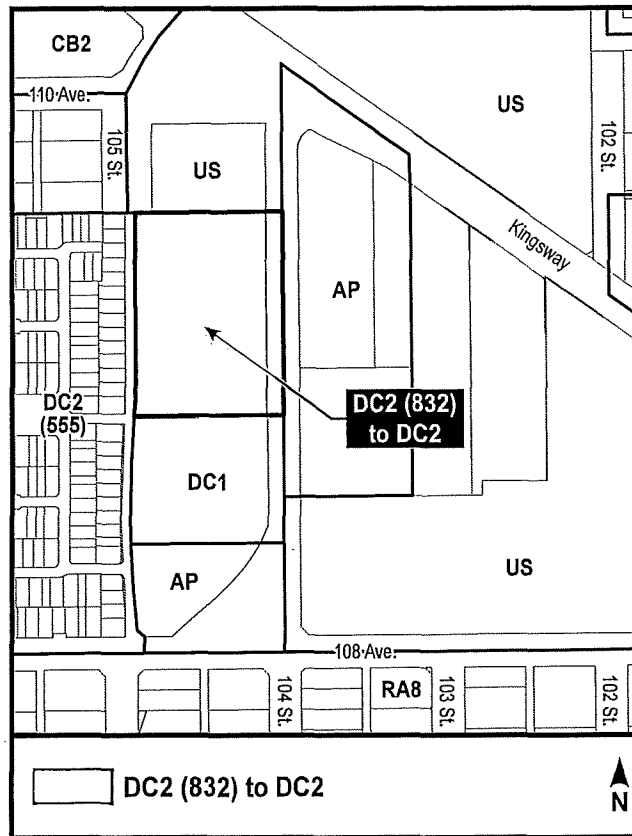 CB2
110 Ave.
105 St.
US
US
102 St.
Kingsway
AP
DC2 (832)
to DC2
DC2
(555)
DC1
AP
US
108 Ave.
104 St.
RA8
103 St.
102 St.
DC2 (832) to DC2
N